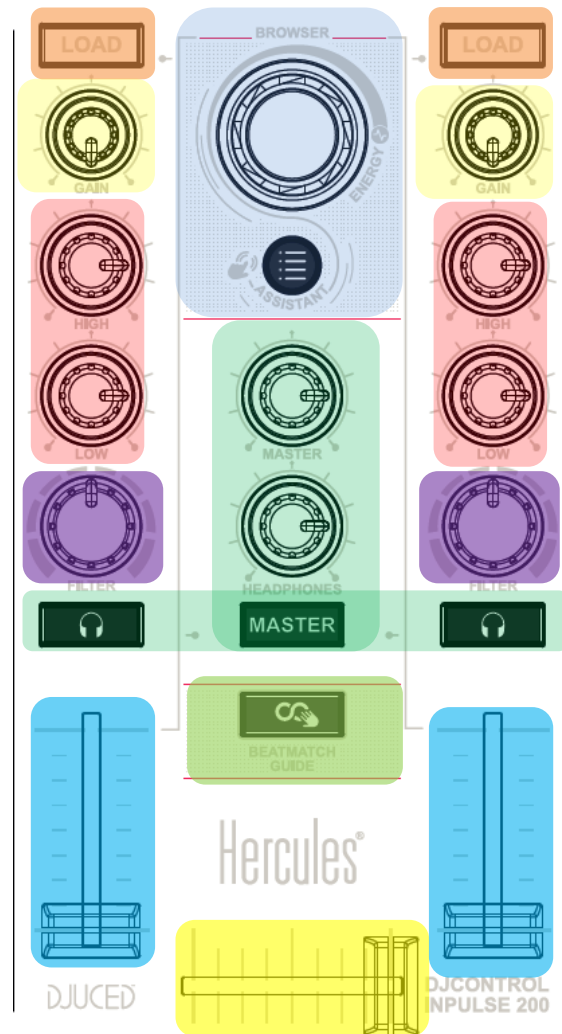 BROWSER
LOAD
LOAD
GAIN
ENERGY
GAIN
ASSISTANT
HIGH
HIGH
LOW
MASTER
LOW
FILTER
HEADPHONES
FILTER
MASTER
BEATMATCH
GUIDE
Hercules®
DJUCED™
DJCONTROL
INPULSE 200